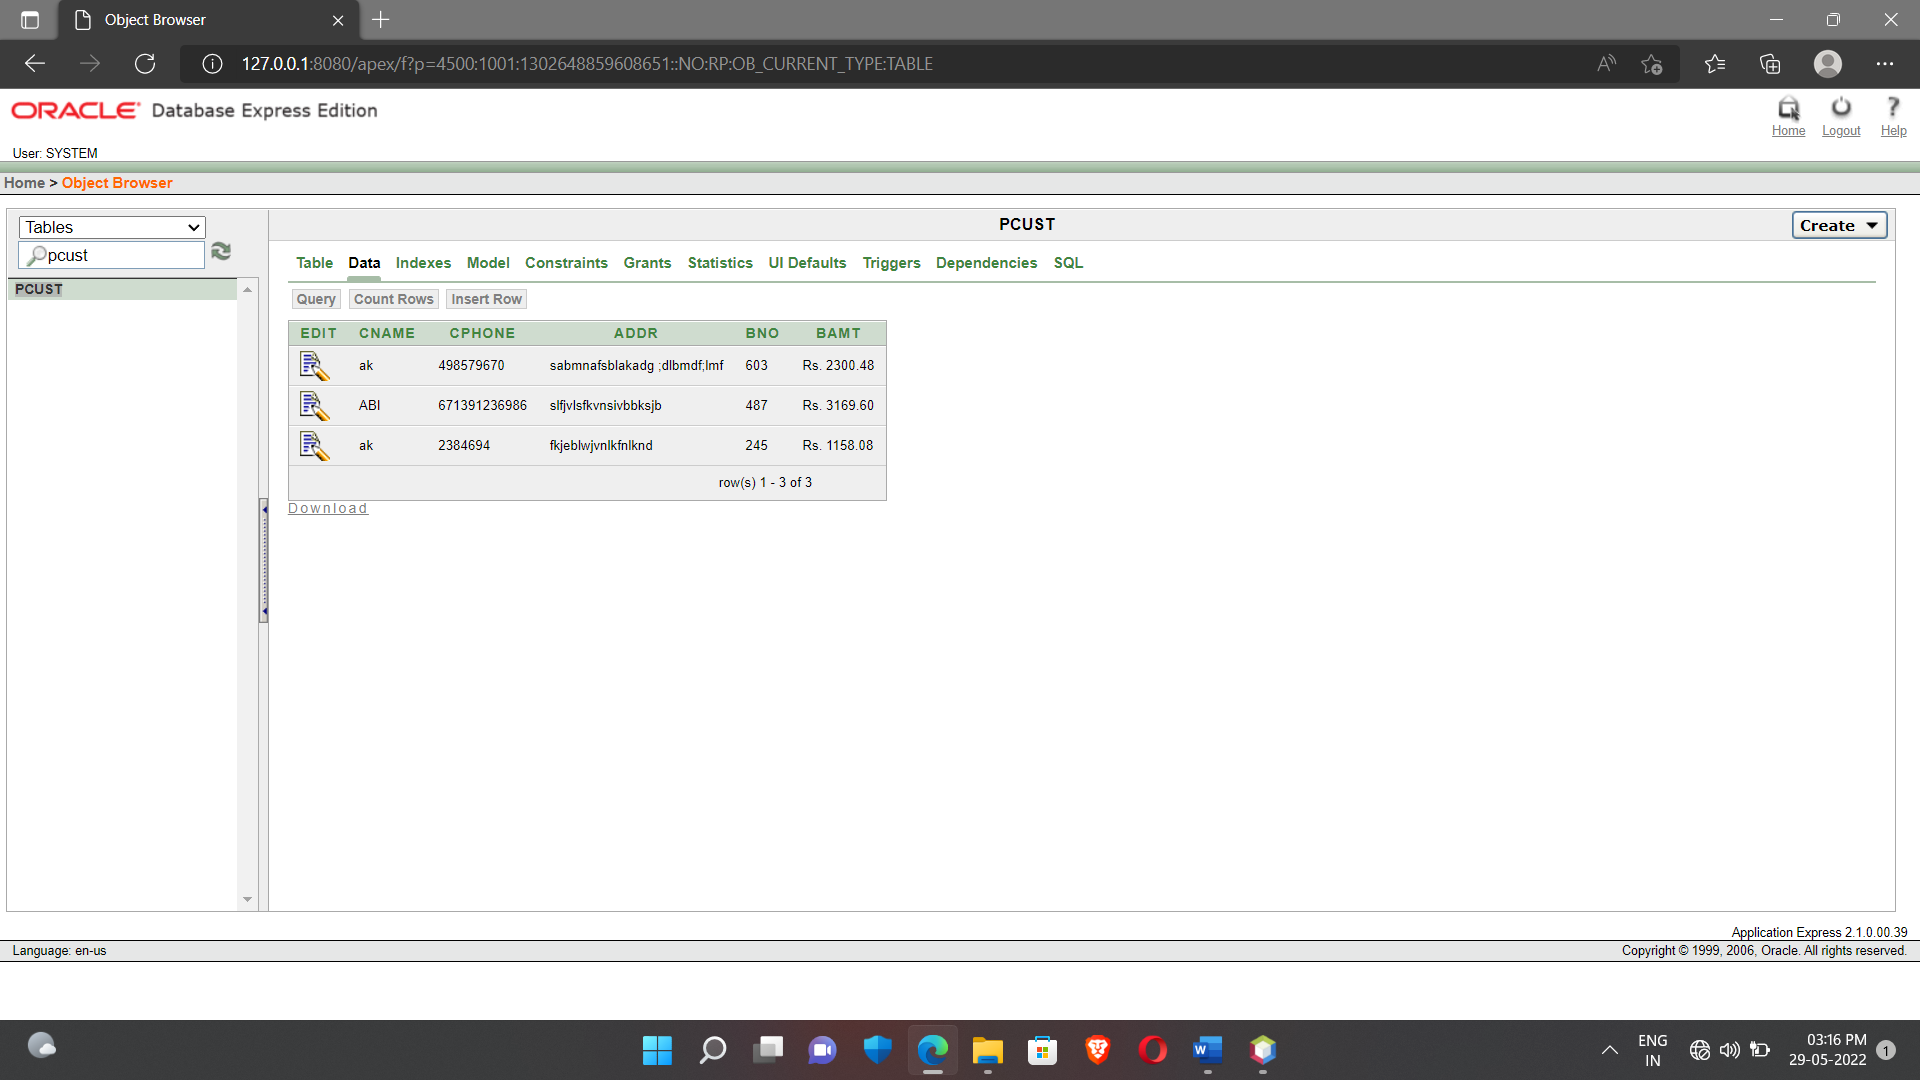 Object Browser
127.0.0.1:8080/apex/f?p=4500:1001:1302648859608651::NO:RP:OB_CURRENT_TYPE:TABLE
ORACLE Database Express Edition
Home Logout Help
User: SYSTEM
Home > Object Browser
Tables
pcust
PCUST
PCUST
Create
Table Data Indexes Model Constraints Grants Statistics UI Defaults Triggers Dependencies SQL
Query Count Rows Insert Row
EDIT CNAME CPHONE ADDR BNO BAMT
ak 498579670 sabmnafsblakadg ;dlbmdf;lmf 603 Rs. 2300.48
ABI 671391236986 slfjvlsfkvnsivbbksjb 487 Rs. 3169.60
ak 2384694 fkjeblwjvnlkfnlknd 245 Rs. 1158.08
row(s) 1 - 3 of 3
Download
Application Express 2.1.0.00.39
Language: en-us
Copyright © 1999, 2006, Oracle. All rights reserved.
ENG
IN
03:16 PM
29-05-2022
1